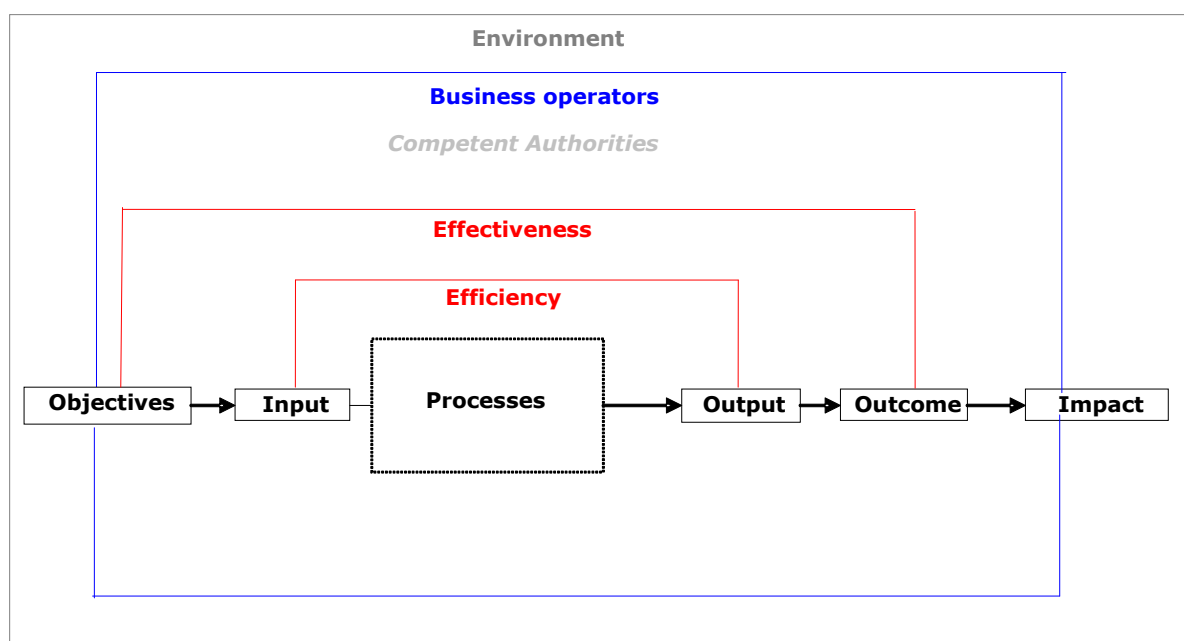 Environment
Business operators
Competent Authorities
Effectiveness
Efficiency
Objectives
Input
Processes
Output
Outcome
Impact